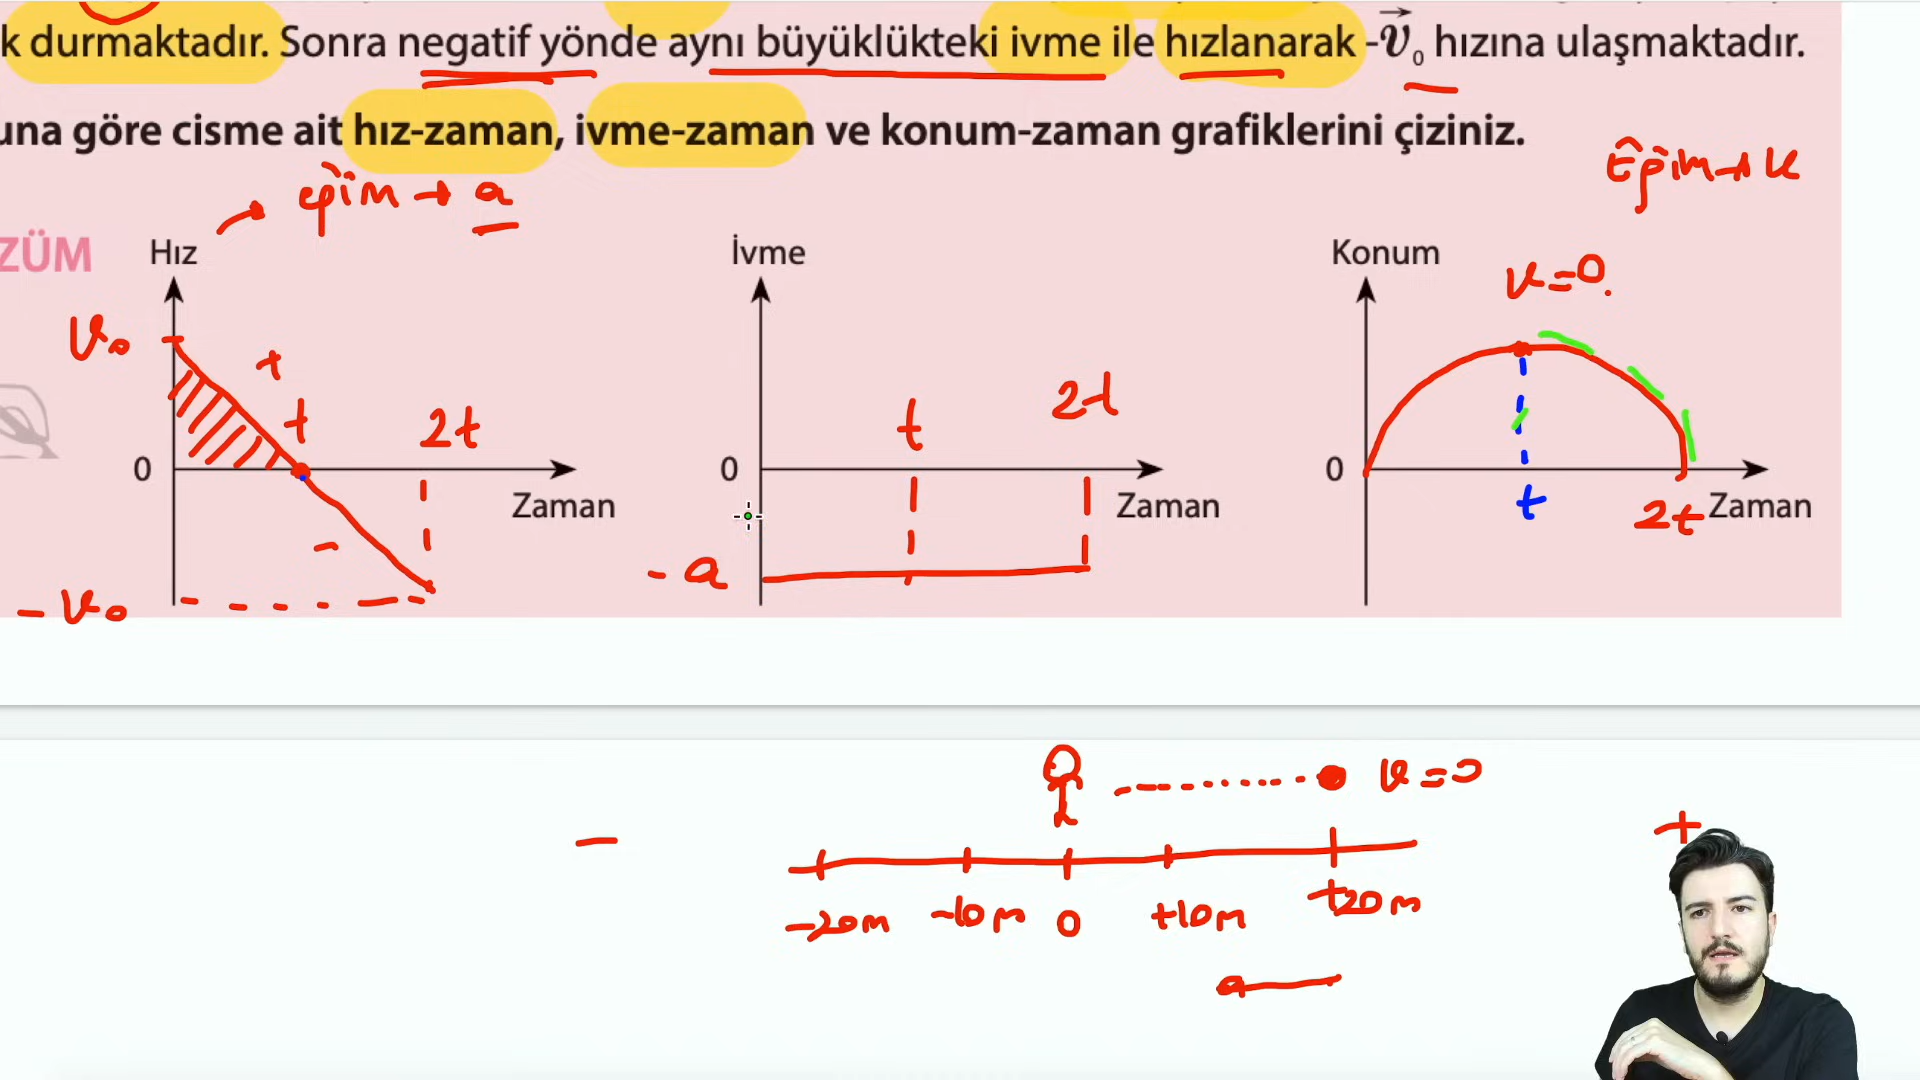 k durmaktadır. Sonra negatif yönde aynı büyüklükteki ivme ile hızlanarak -v₀ hızına ulaşmaktadır.
una göre cisme ait hız-zaman, ivme-zaman ve konum-zaman grafiklerini çiziniz.
eğim → a
Eğim → v
ZÜM
Hız
İvme
Konum
v = 0
v₀
+
t
2t
t
2t
0
Zaman
0
Zaman
0
Zaman
t
2t
-
- a
- v₀
v = 0
-
+
-20m
-10m
0
+10m
+20m